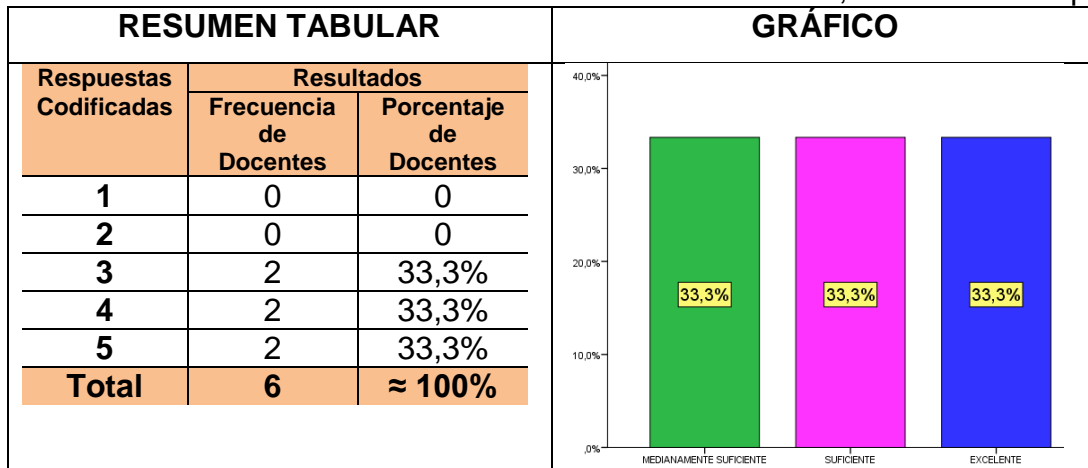 RESUMEN TABULAR
GRÁFICO
Respuestas Codificadas
Resultados
Frecuencia de Docentes
Porcentaje de Docentes
1 0 0
2 0 0
3 2 33,3%
4 2 33,3%
5 2 33,3%
Total 6 ≈ 100%
40,0%
30,0%
20,0%
10,0%
,0%
33,3% 33,3% 33,3%
MEDIANAMENTE SUFICIENTE SUFICIENTE EXCELENTE